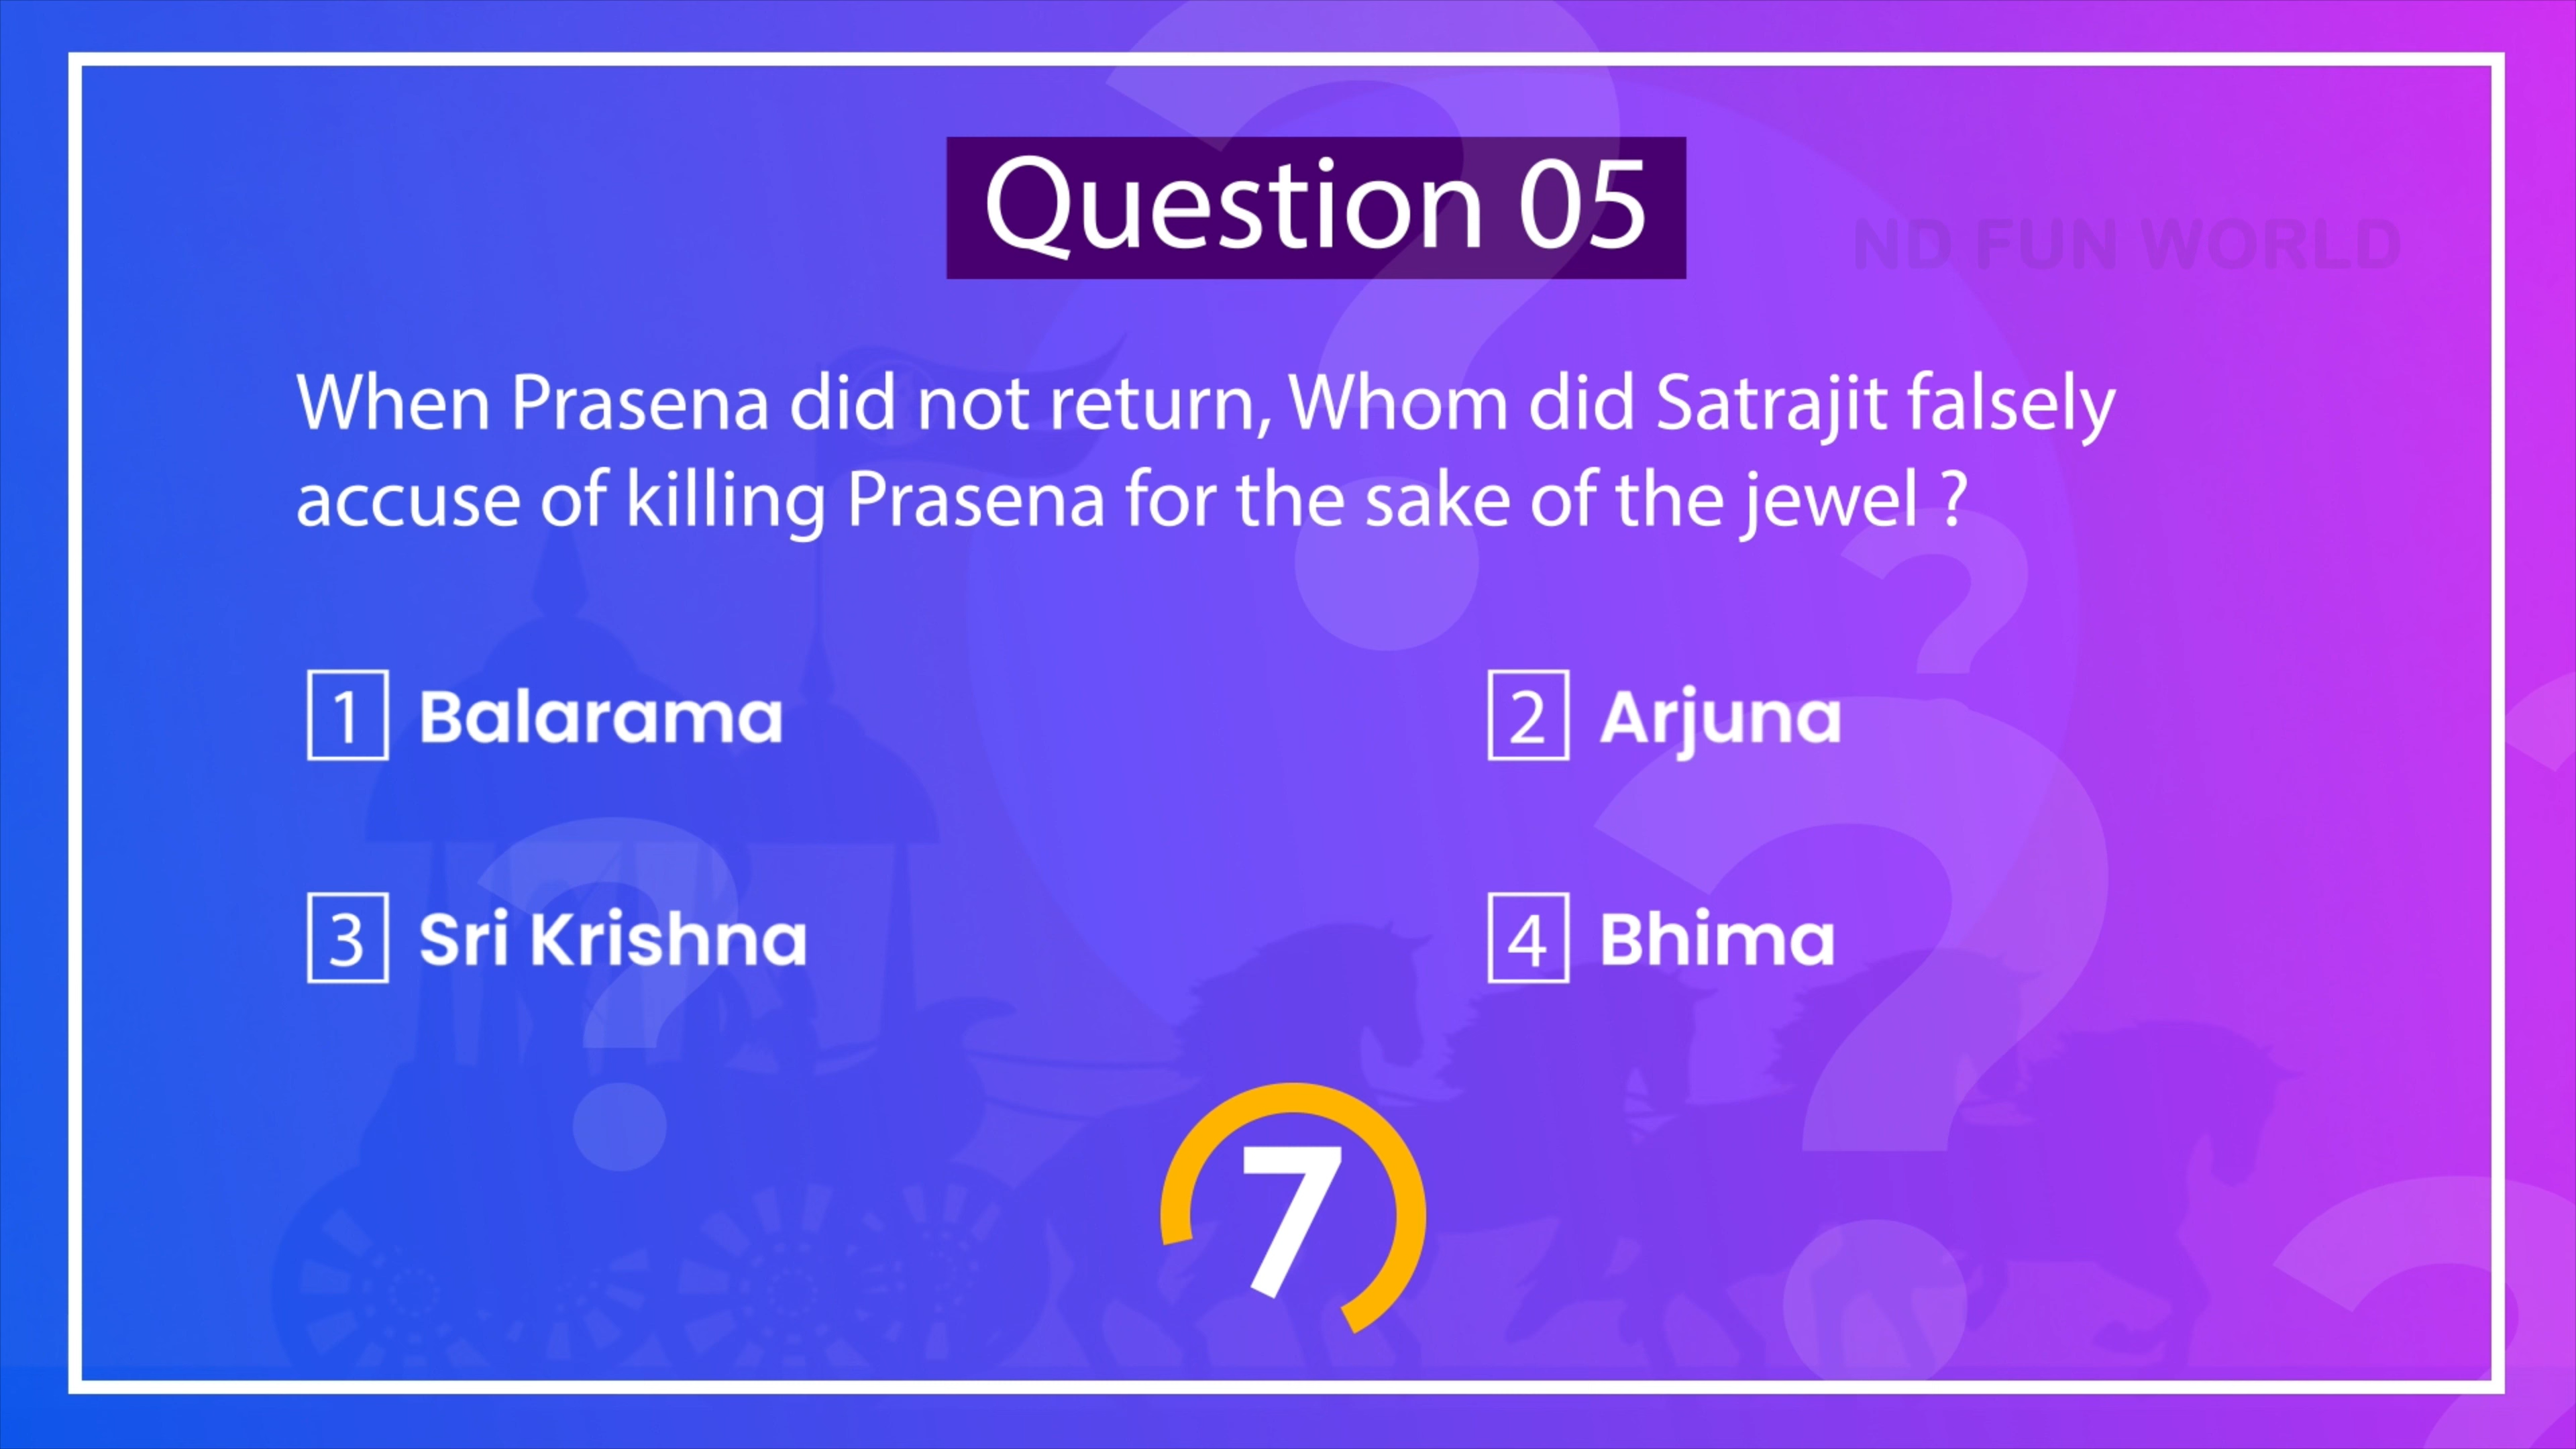 Question 05
ND FUN WORLD
When Prasena did not return, Whom did Satrajit falsely
accuse of killing Prasena for the sake of the jewel ?
1 Balarama
2 Arjuna
3 Sri Krishna
4 Bhima
7